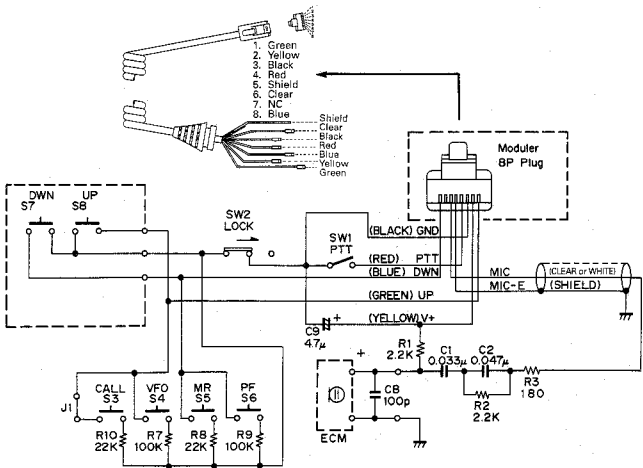 1. Green
2. Yellow
3. Black
4. Red
5. Shield
6. Clear
7. NC
8. Blue
Shield
Clear
Black
Red
Blue
Yellow
Green
Moduler
8P Plug
DWN
S7
UP
S8
SW2
LOCK
SW1
PTT
(BLACK) GND
(RED) PTT
(BLUE) DWN
MIC
(CLEAR or WHITE)
MIC-E
(SHIELD)
(GREEN) UP
(YELLOW)V+
C9
4.7μ
+
R1
2.2K
C1
0.033μ
C2
0.047μ
R3
180
R2
2.2K
+
C8
100p
ECM
J1
CALL
S3
VFO
S4
MR
S5
PF
S6
R10
22K
R7
100K
R8
22K
R9
100K